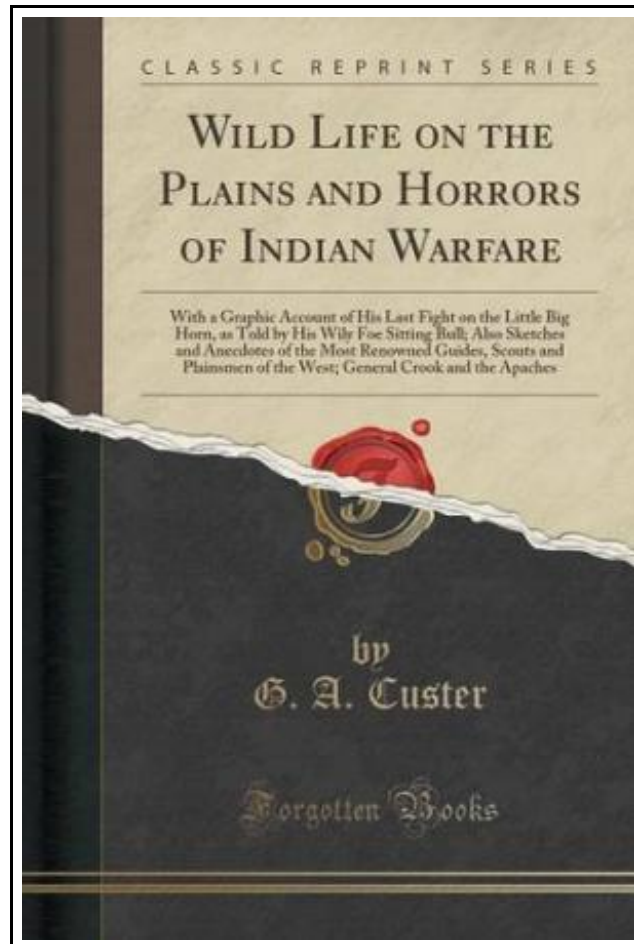 CLASSIC REPRINT SERIES
WILD LIFE ON THE
PLAINS AND HORRORS
OF INDIAN WARFARE
With a Graphic Account of His Last Fight on the Little Big
Horn, as Told by His Wily Foe Sitting Bull; Also Sketches
and Anecdotes of the Most Renowned Guides, Scouts and
Plainsmen of the West; General Crook and the Apaches
by
G. A. Custer
Forgotten Books